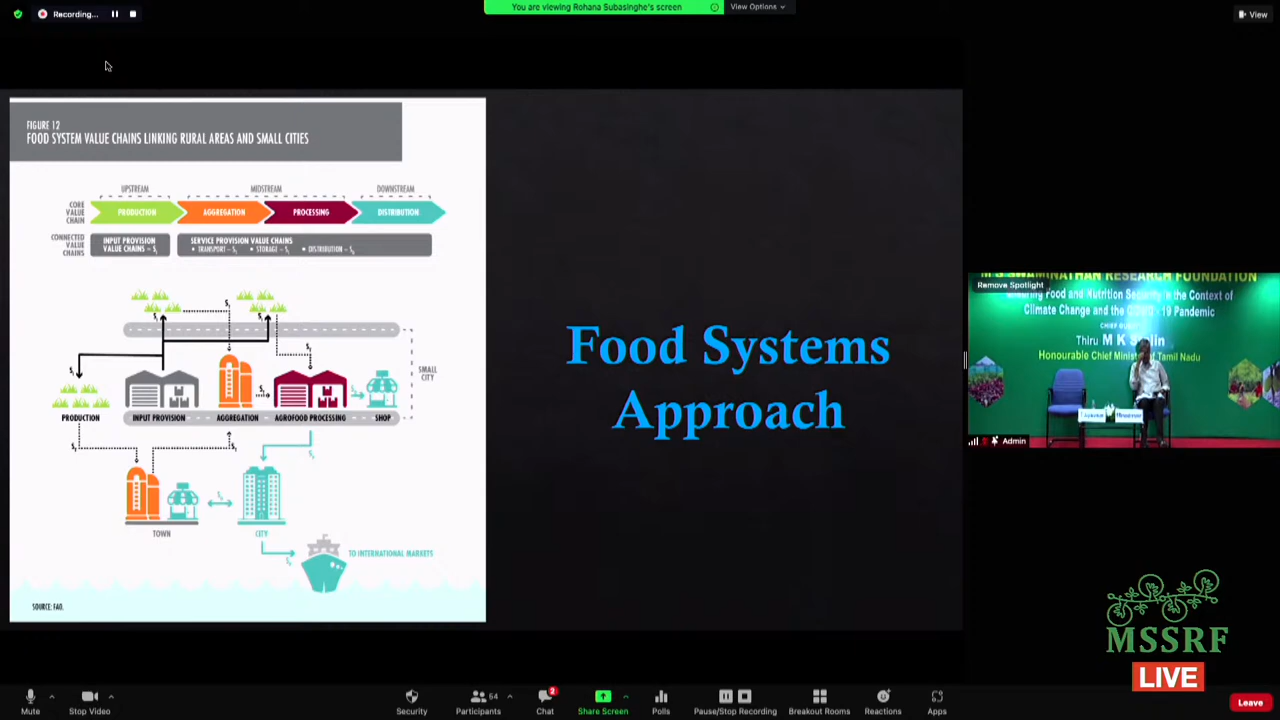 Recording...
You are viewing Rohana Subasinghe's screen
View Options
View
FIGURE 12
FOOD SYSTEM VALUE CHAINS LINKING RURAL AREAS AND SMALL CITIES
UPSTREAM
MIDSTREAM
DOWNSTREAM
CORE
VALUE
CHAIN
PRODUCTION
AGGREGATION
PROCESSING
DISTRIBUTION
CONNECTED
VALUE
CHAINS
INPUT PROVISION
VALUE CHAINS –
SERVICE PROVISION VALUE CHAINS
• TRANSPORT – • STORAGE – • DISTRIBUTION –
SMALL
CITY
PRODUCTION
INPUT PROVISION
AGGREGATION
AGROFOOD PROCESSING
SHOP
TOWN
CITY
TO INTERNATIONAL MARKETS
SOURCE: FAO.
Food Systems
Approach
M S SWAMINATHAN RESEARCH FOUNDATION
Remove Spotlight
Food and Nutrition Security in the Context of
Climate Change and the Pandemic
CHIEF
Thiru M K
Honourable Chief Minister Tamil Nadu
Admin
MSSRF
LIVE
Mute
Stop Video
Security
64
Participants
2
Chat
Share Screen
Polls
Pause/Stop Recording
Breakout Rooms
Reactions
Apps
Leave